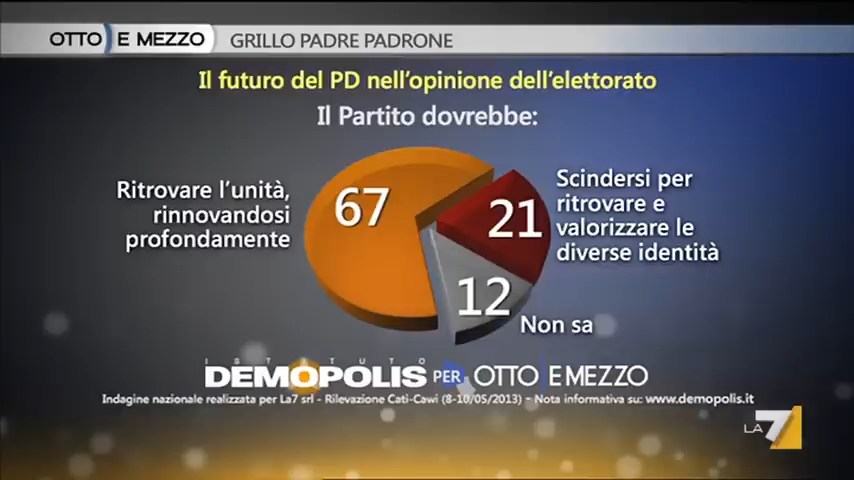 OTTO E MEZZO GRILLO PADRE PADRONE
Il futuro del PD nell'opinione dell'elettorato
Il Partito dovrebbe:
Ritrovare l'unità,
rinnovandosi
profondamente
67
21
Scindersi per
ritrovare e
valorizzare le
diverse identità
12
Non sa
ISTITUTO
DEMOPOLIS PER OTTO E MEZZO
Indagine nazionale realizzata per La7 srl - Rilevazione Cati-Cawi (8-10/05/2013) - Nota informativa su: www.demopolis.it
LA7